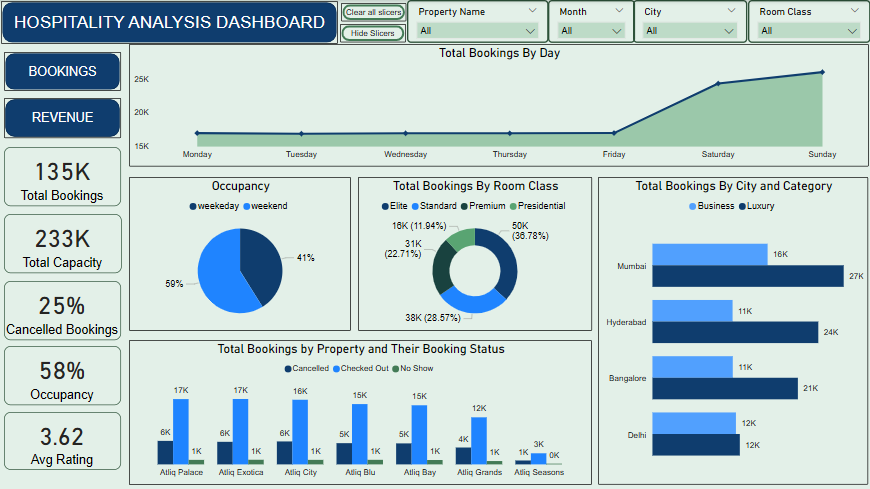 HOSPITALITY ANALYSIS DASHBOARD
Clear all slicers
Hide Slicers
Property Name
All
Month
All
City
All
Room Class
All
BOOKINGS
REVENUE
135K
Total Bookings
233K
Total Capacity
25%
Cancelled Bookings
58%
Occupancy
3.62
Avg Rating
Total Bookings By Day
25K
20K
15K
Monday Tuesday Wednesday Thursday Friday Saturday Sunday
Occupancy
weekeday weekend
41%
59%
Total Bookings By Room Class
Elite Standard Premium Presidential
16K (11.94%)
50K
(36.78%)
31K
(22.71%)
38K (28.57%)
Total Bookings By City and Category
Business Luxury
Mumbai
16K
27K
Hyderabad
11K
24K
Bangalore
11K
21K
Delhi
12K
12K
Total Bookings by Property and Their Booking Status
Cancelled Checked Out No Show
6K 17K 1K
6K 17K 1K
6K 16K 1K
5K 15K 1K
5K 15K 1K
4K 12K 1K
1K 3K 0K
Atliq Palace Atliq Exotica Atliq City Atliq Blu Atliq Bay Atliq Grands Atliq Seasons